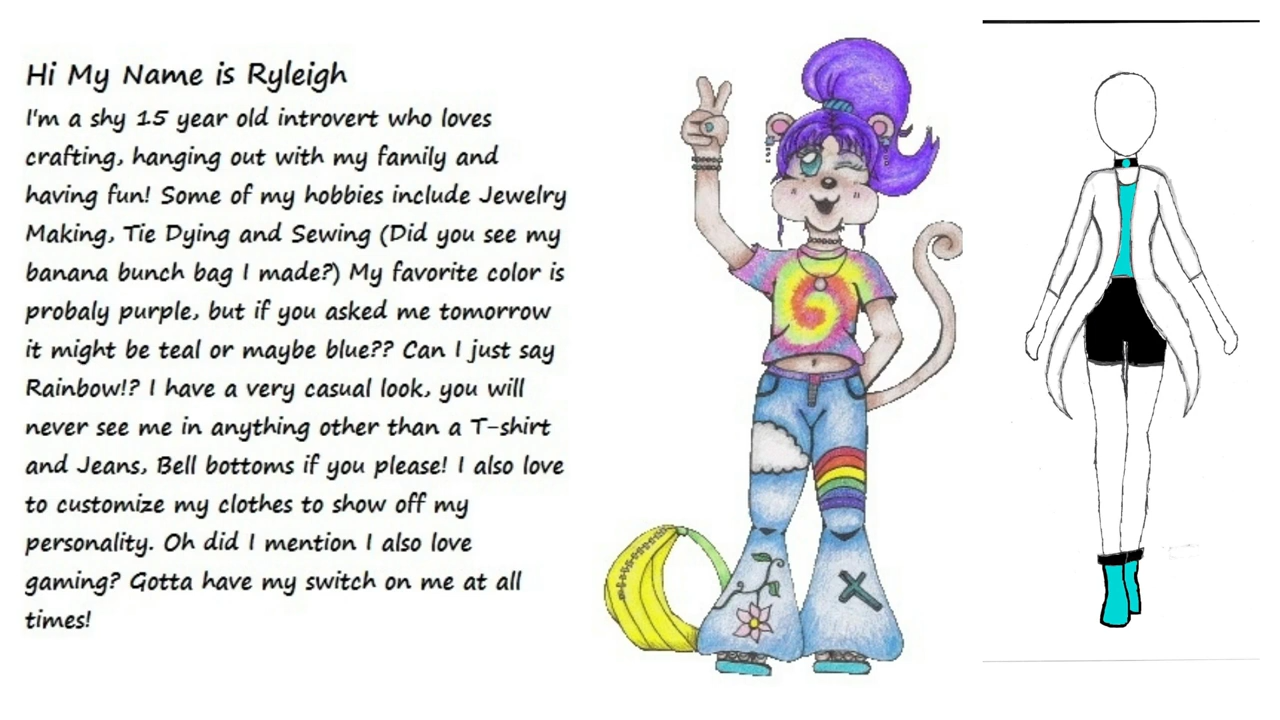 Hi My Name is Ryleigh
I'm a shy 15 year old introvert who loves
crafting, hanging out with my family and
having fun! Some of my hobbies include Jewelry
Making, Tie Dying and Sewing (Did you see my
banana bunch bag I made?) My favorite color is
probaly purple, but if you asked me tomorrow
it might be teal or maybe blue?? Can I just say
Rainbow!? I have a very casual look, you will
never see me in anything other than a T-shirt
and Jeans, Bell bottoms if you please! I also love
to customize my clothes to show off my
personality. Oh did I mention I also love
gaming? Gotta have my switch on me at all
times!